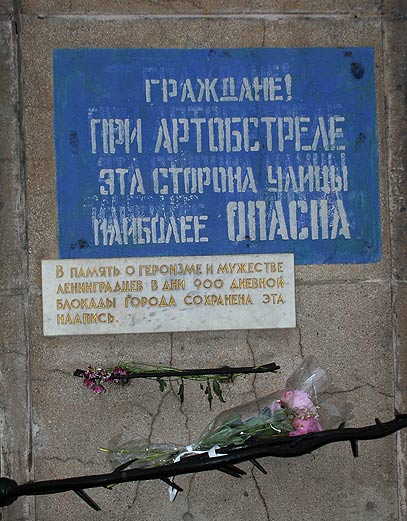 ГРАЖДАНЕ!
ПРИ АРТОБСТРЕЛЕ
ЭТА СТОРОНА УЛИЦЫ
НАИБОЛЕЕ ОПАСНА
В ПАМЯТЬ О ГЕРОИЗМЕ И МУЖЕСТВЕ
ЛЕНИНГРАДЦЕВ В ДНИ 900 ДНЕВНОЙ
БЛОКАДЫ ГОРОДА СОХРАНЕНА ЭТА
НАДПИСЬ.